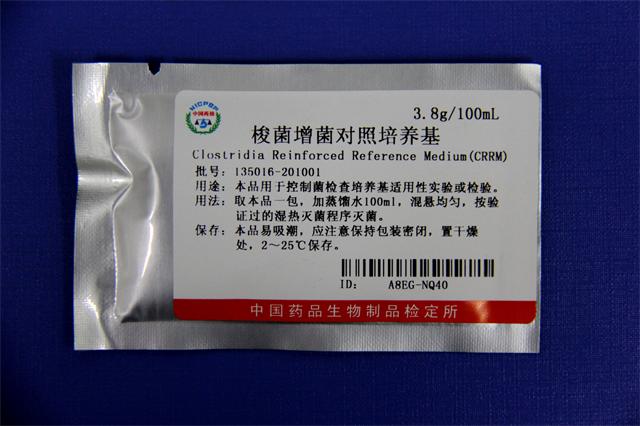 NICPBP
中国药检
3.8g/100mL
梭菌增菌对照培养基
Clostridia Reinforced Reference Medium(CRRM)
批号：135016-201001
用途：本品用于控制菌检查培养基适用性实验或检验。
用法：取本品一包，加蒸馏水100ml，混悬均匀，按验
证过的湿热灭菌程序灭菌。
保存：本品易吸潮，应注意保持包装密闭，置干燥
处，2～25℃保存。
ID： A8EG-NQ40
中国药品生物制品检定所